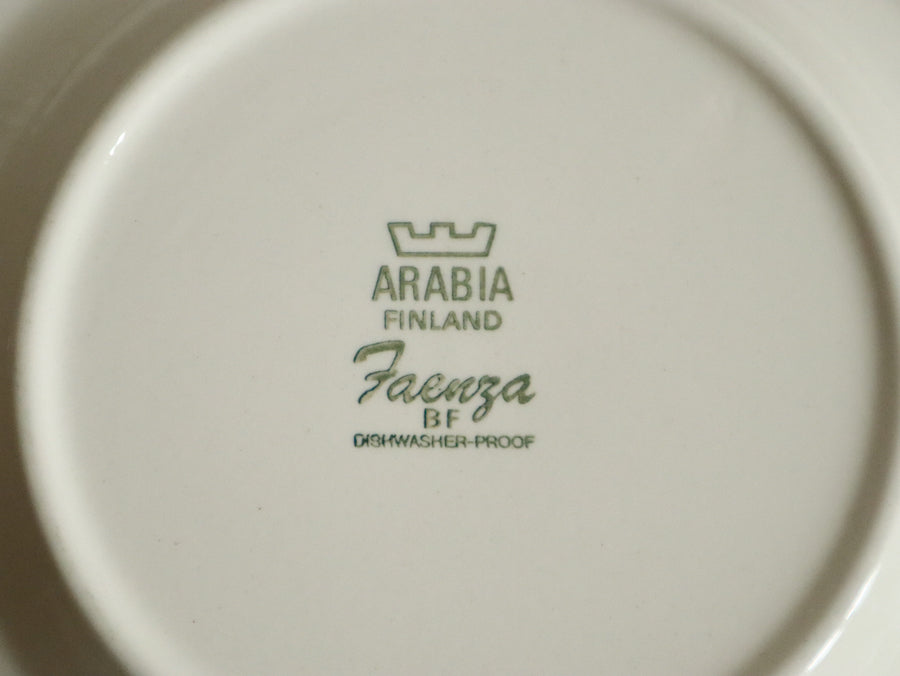 ARABIA
FINLAND
Faenza
BF
DISHWASHER-PROOF